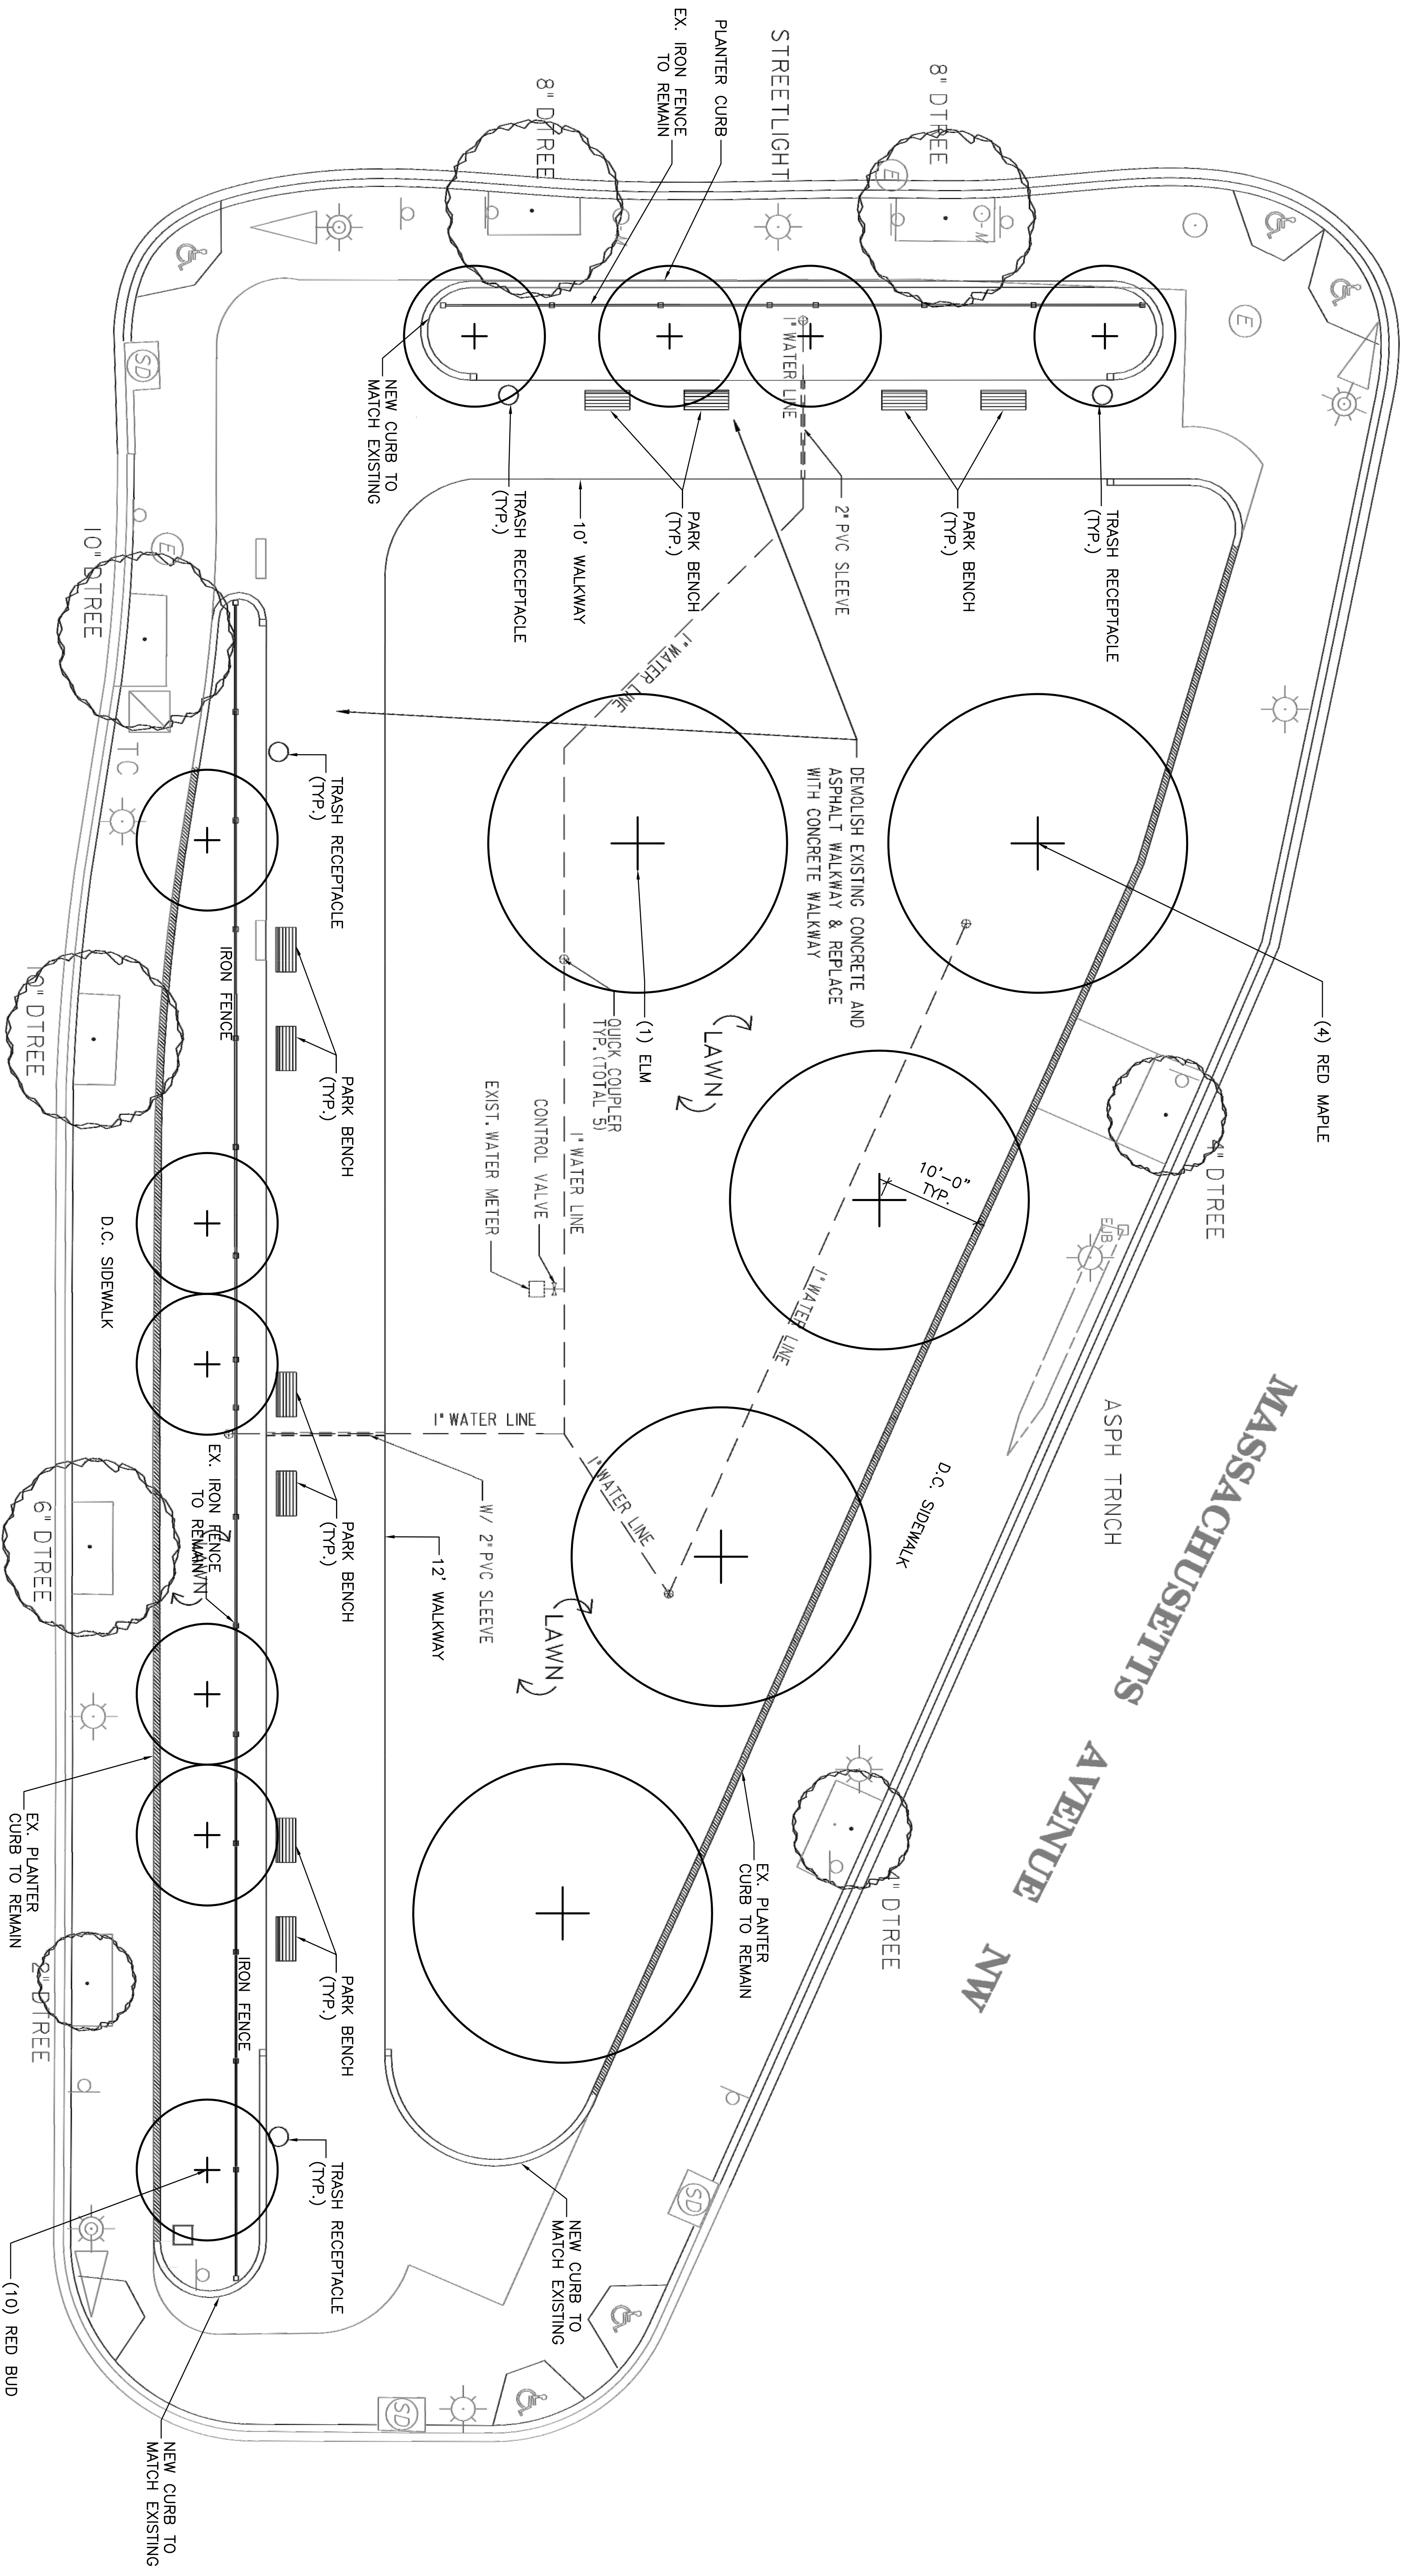 MASSACHUSETTS AVENUE NW
(4) RED MAPLE
ASPH TRNCH
4" DTREE
EUB
D.C. SIDEWALK
4" DTREE
SD
E
8" DTREE
E
STREETLIGHT
PLANTER CURB
EX. IRON FENCE
TO REMAIN
8" DTREE
TRASH RECEPTACLE
(TYP.)
PARK BENCH
(TYP.)
2" PVC SLEEVE
1" WATER LINE
PARK BENCH
(TYP.)
10' WALKWAY
TRASH RECEPTACLE
(TYP.)
NEW CURB TO
MATCH EXISTING
DEMOLISH EXISTING CONCRETE AND
ASPHALT WALKWAY & REPLACE
WITH CONCRETE WALKWAY
1" WATER LINE
10'-0"
TYP.
1" WATER LINE
LAWN
(1) ELM
QUICK COUPLER
TYP. (TOTAL 5)
1" WATER LINE
CONTROL VALVE
EXIST. WATER METER
1" WATER LINE
1" WATER LINE
LAWN
EX. PLANTER
CURB TO REMAIN
NEW CURB TO
MATCH EXISTING
W/ 2" PVC SLEEVE
12' WALKWAY
TRASH RECEPTACLE
(TYP.)
PARK BENCH
(TYP.)
PARK BENCH
(TYP.)
PARK BENCH
(TYP.)
TRASH RECEPTACLE
(TYP.)
IRON FENCE
EX. IRON FENCE
TO REMAIN
LAWN
IRON FENCE
SD
E
10" DTREE
TC
10" DTREE
D.C. SIDEWALK
6" DTREE
EX. PLANTER
CURB TO REMAIN
2" DTREE
SD
NEW CURB TO
MATCH EXISTING
(10) RED BUD